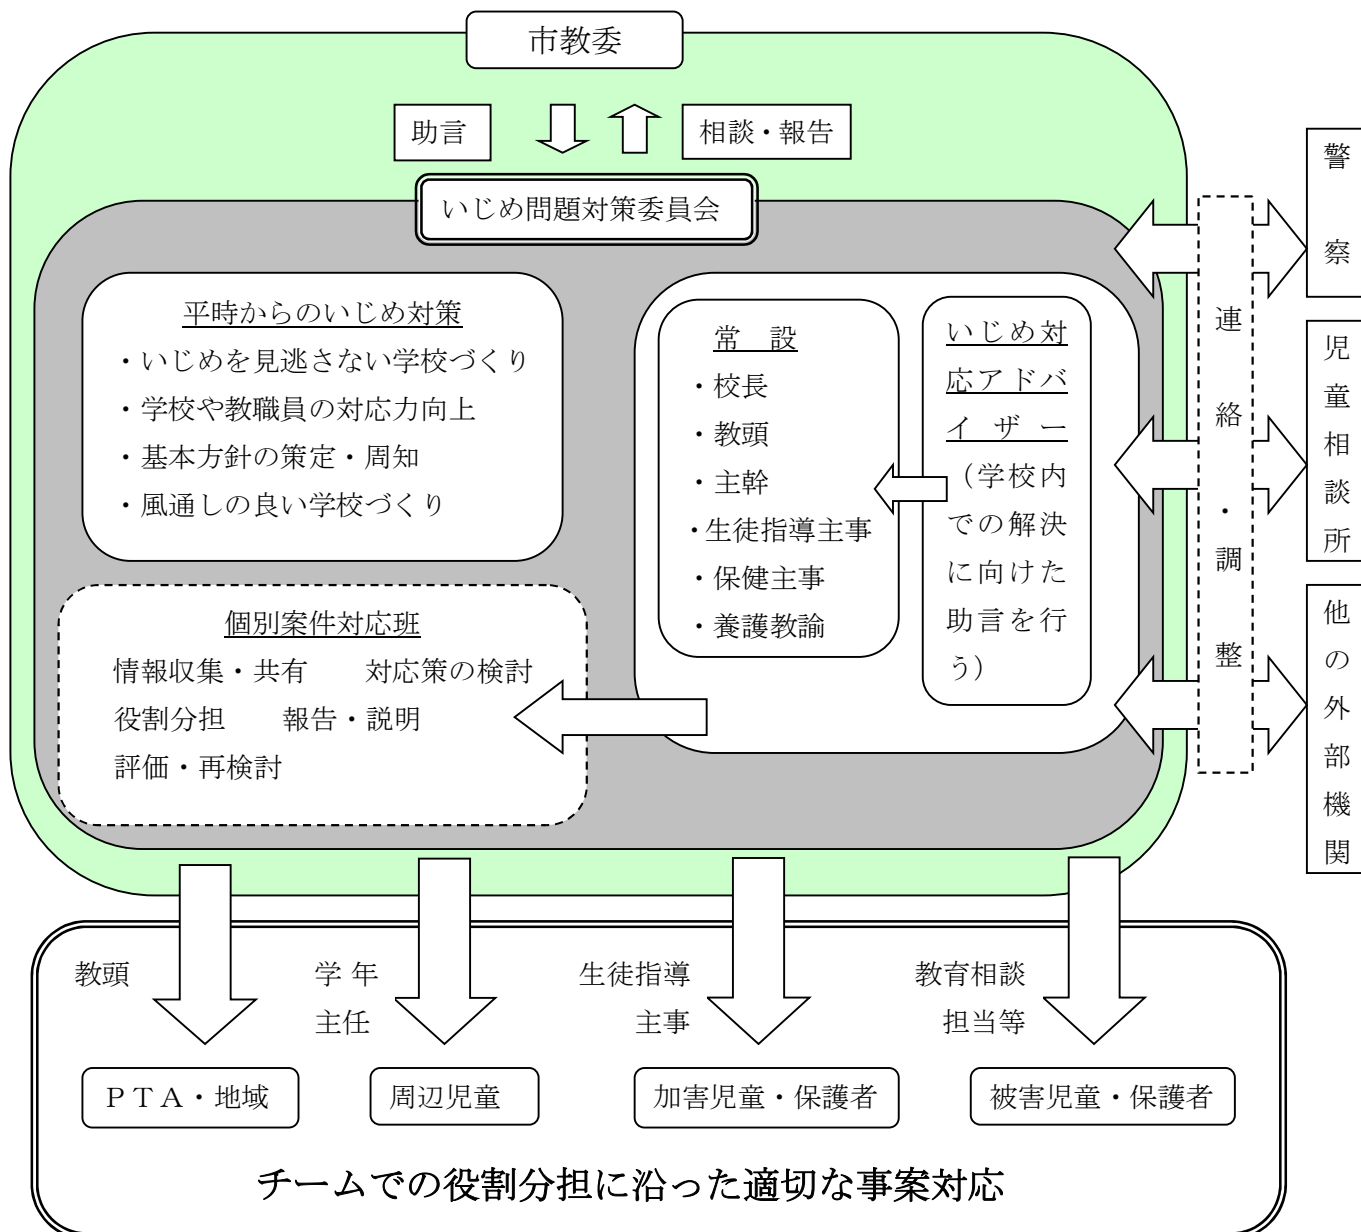 市教委
助言
相談・報告
いじめ問題対策委員会
平時からのいじめ対策
・いじめを見逃さない学校づくり
・学校や教職員の対応力向上
・基本方針の策定・周知
・風通しの良い学校づくり
常　設
・校長
・教頭
・主幹
・生徒指導主事
・保健主事
・養護教諭
いじめ対
応アドバ
イザー
（学校内
での解決
に向けた
助言を行
う）
個別案件対応班
情報収集・共有　　対応策の検討
役割分担　　報告・説明
評価・再検討
連絡・調整
警察
児童相談所
他の外部機関
教頭
学年
主任
生徒指導
主事
教育相談
担当等
ＰＴＡ・地域
周辺児童
加害児童・保護者
被害児童・保護者
チームでの役割分担に沿った適切な事案対応